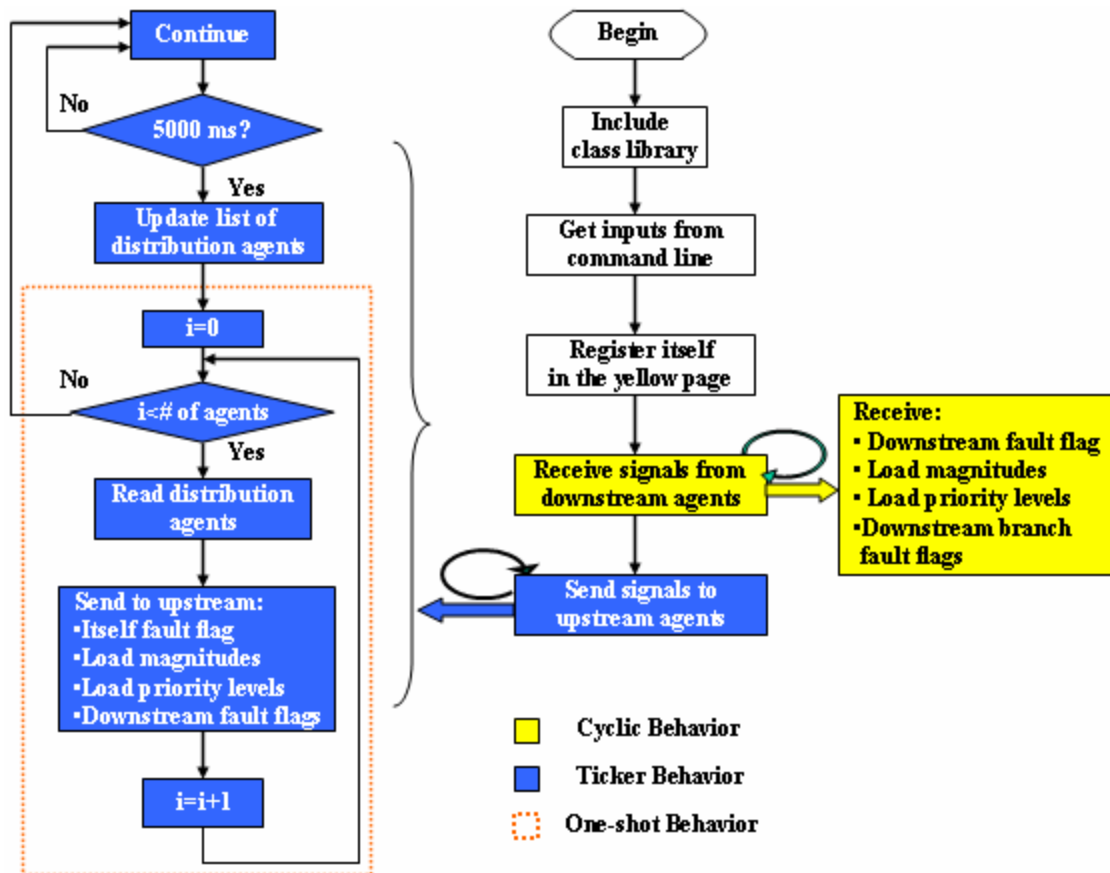 Continue
No
5000 ms?
Yes
Update list of
distribution agents
i=0
No
i<# of agents
Yes
Read distribution
agents
Send to upstream:
▪Itself fault flag
▪Load magnitudes
▪Load priority levels
▪Downstream fault flags
i=i+1
Begin
Include
class library
Get inputs from
command line
Register itself
in the yellow page
Receive signals from
downstream agents
Send signals to
upstream agents
Receive:
▪ Downstream fault flag
▪ Load magnitudes
▪ Load priority levels
▪Downstream branch
fault flags
Cyclic Behavior
Ticker Behavior
One-shot Behavior